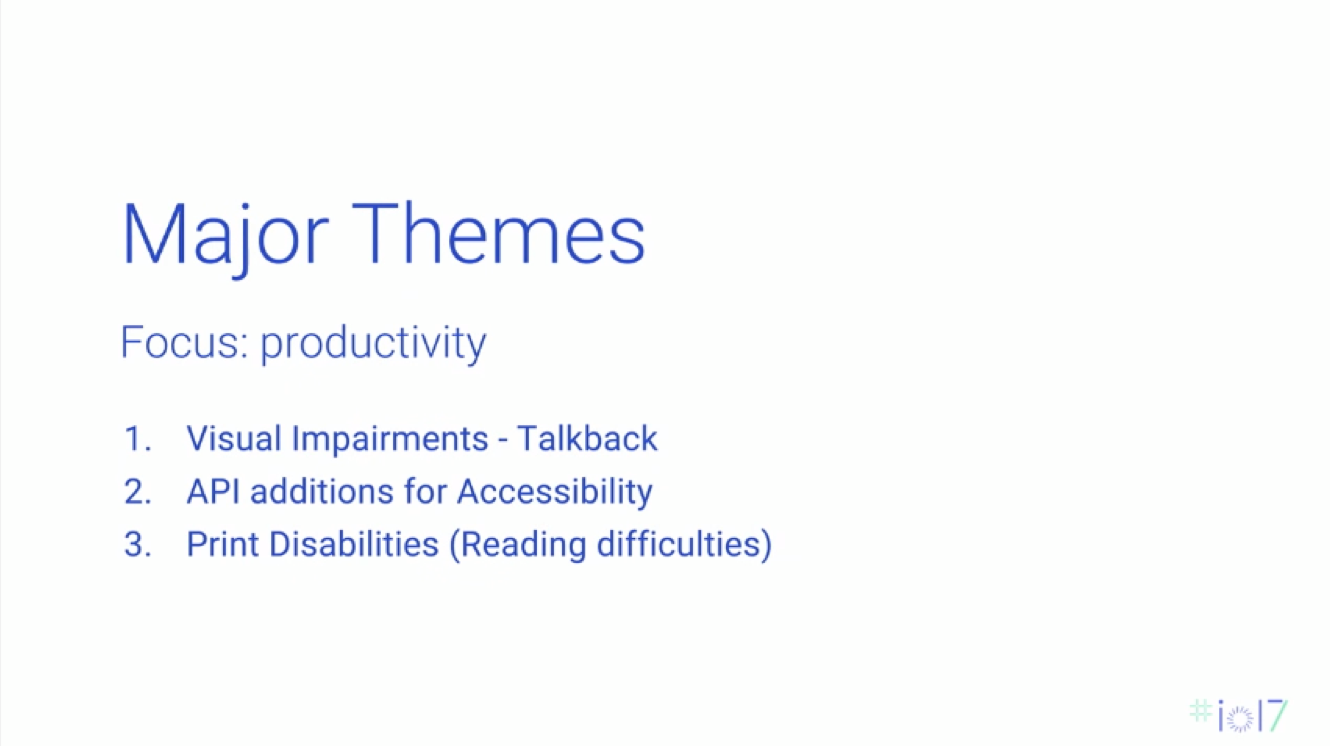 Major Themes
Focus: productivity
1. Visual Impairments - Talkback
2. API additions for Accessibility
3. Print Disabilities (Reading difficulties)
#io17